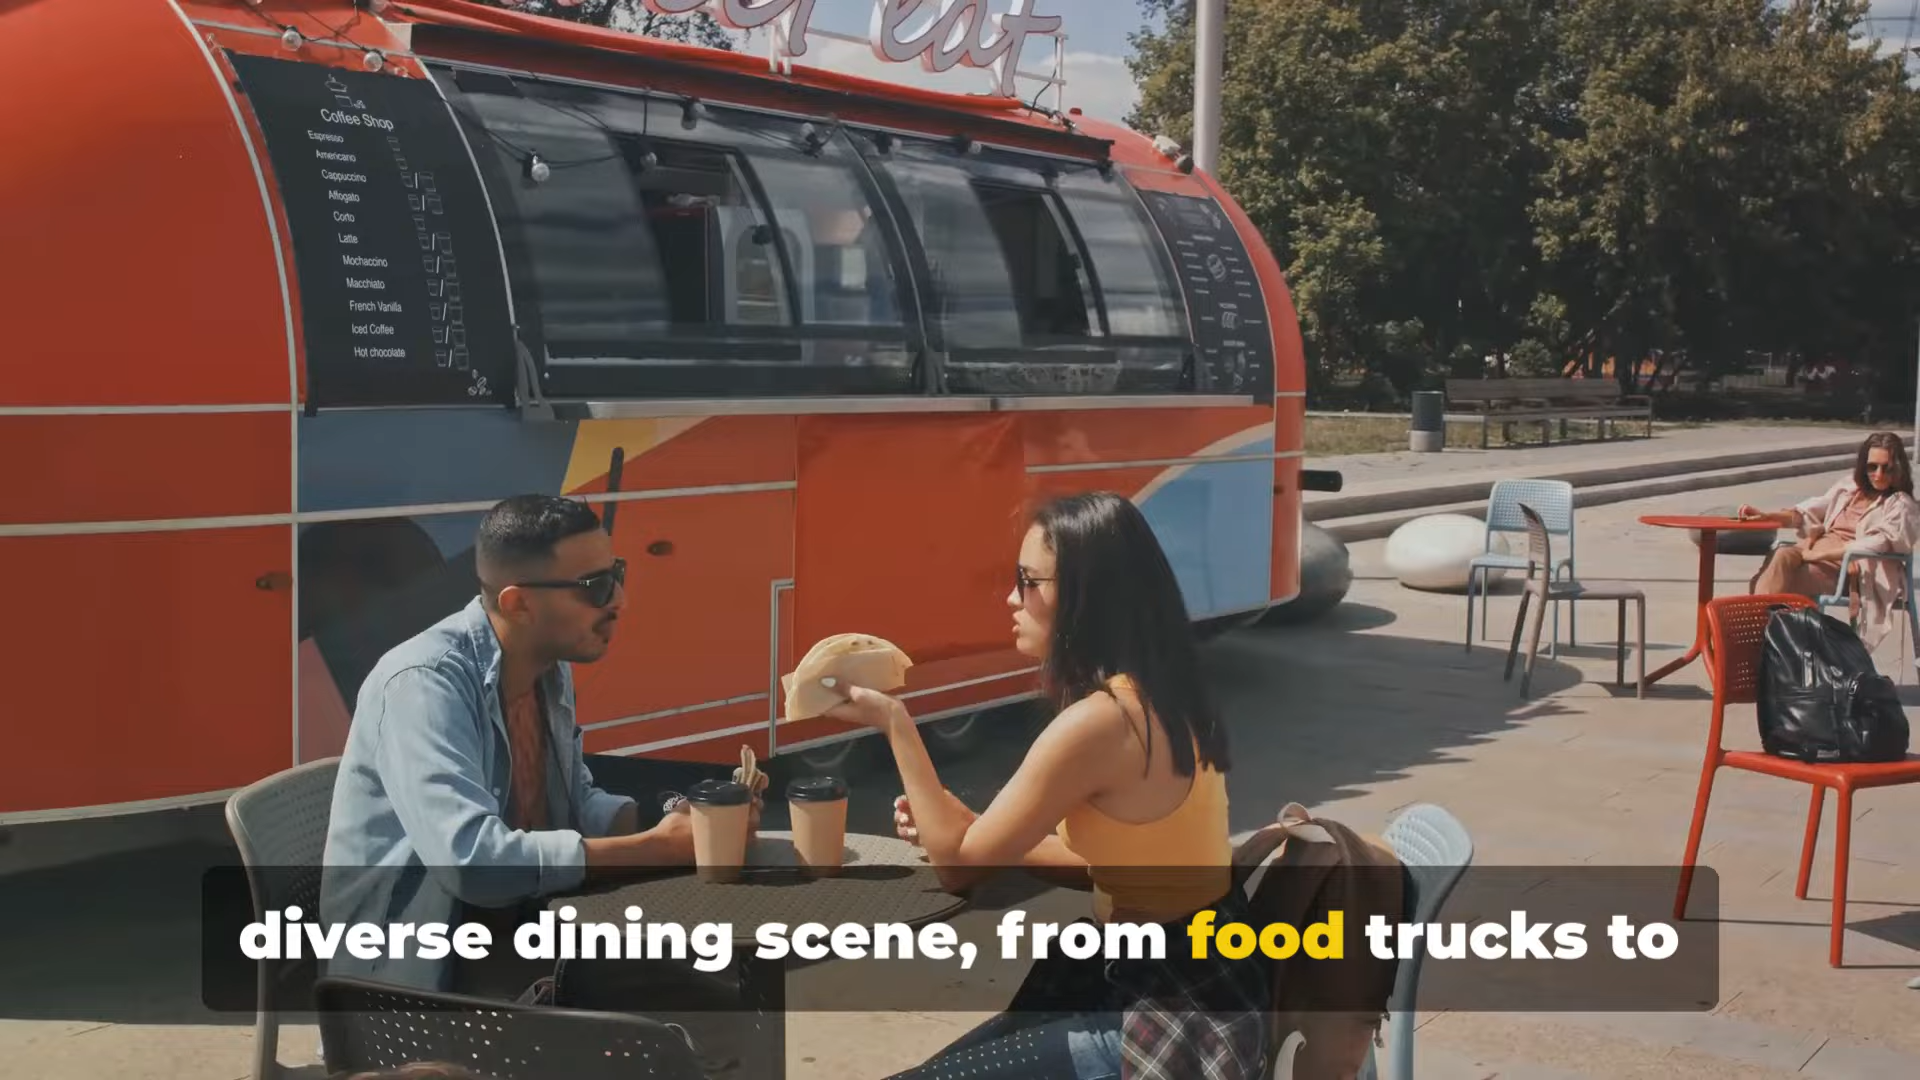 eat
Coffee Shop
Espresso
Americano
Cappuccino
Affogato
Corto
Latte
Mochaccino
Macchiato
French Vanilla
Iced Coffee
Hot chocolate
diverse dining scene, from food trucks to